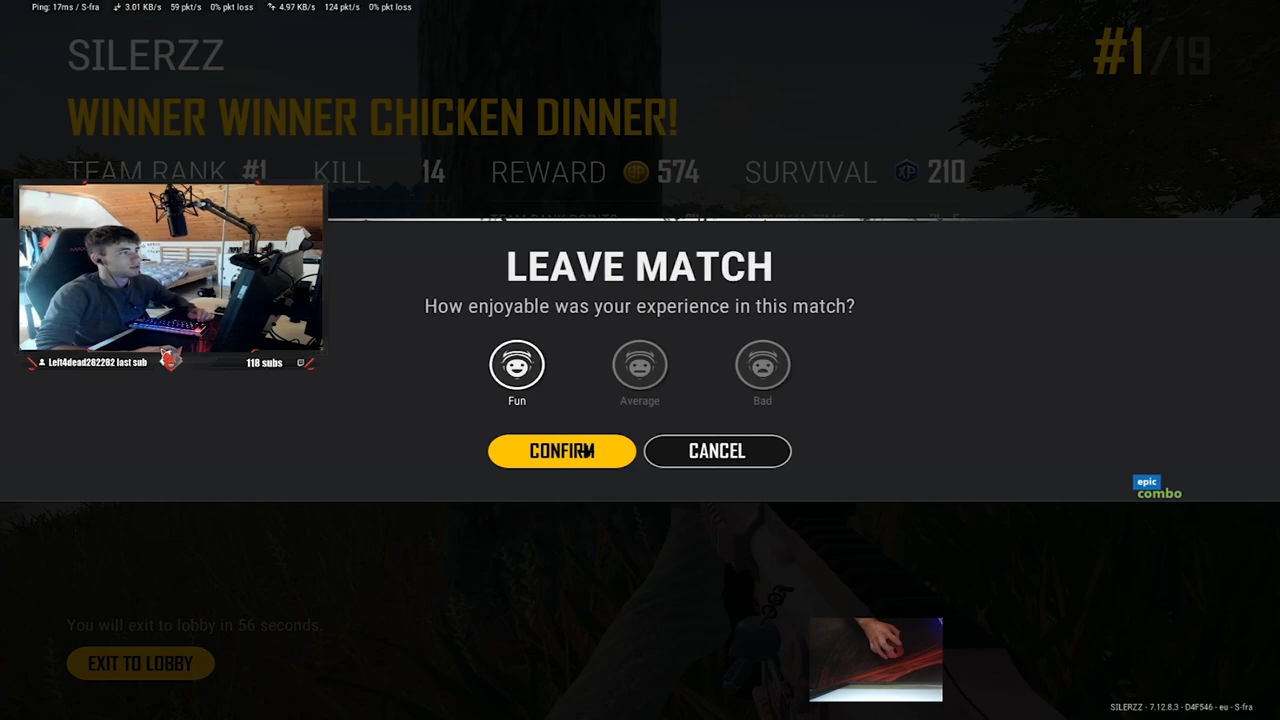 Ping: 17ms / S-fra 3.01 KB/s 59 pkt/s 0% pkt loss 4.97 KB/s 124 pkt/s 0% pkt loss
SILERZZ
#1/19
WINNER WINNER CHICKEN DINNER!
TEAM RANK #1 KILL 14 REWARD BP 574 SURVIVAL XP 210
LEAVE MATCH
How enjoyable was your experience in this match?
Fun Average Bad
Left4dead282282 last sub 118 subs
CONFIRM CANCEL
epic
combo
You will exit to lobby in 56 seconds.
EXIT TO LOBBY
SILERZZ - 7.12.8.3 - D4F546 - eu - S-fra